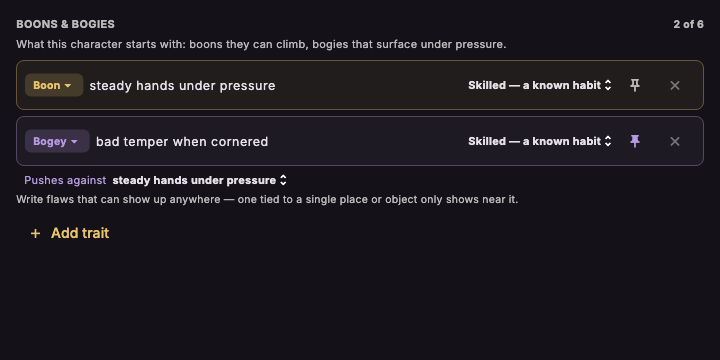 BOONS & BOGIES 2 of 6
What this character starts with: boons they can climb, bogies that surface under pressure.
Boon steady hands under pressure Skilled — a known habit
Bogey bad temper when cornered Skilled — a known habit
Pushes against steady hands under pressure
Write flaws that can show up anywhere — one tied to a single place or object only shows near it.
+ Add trait